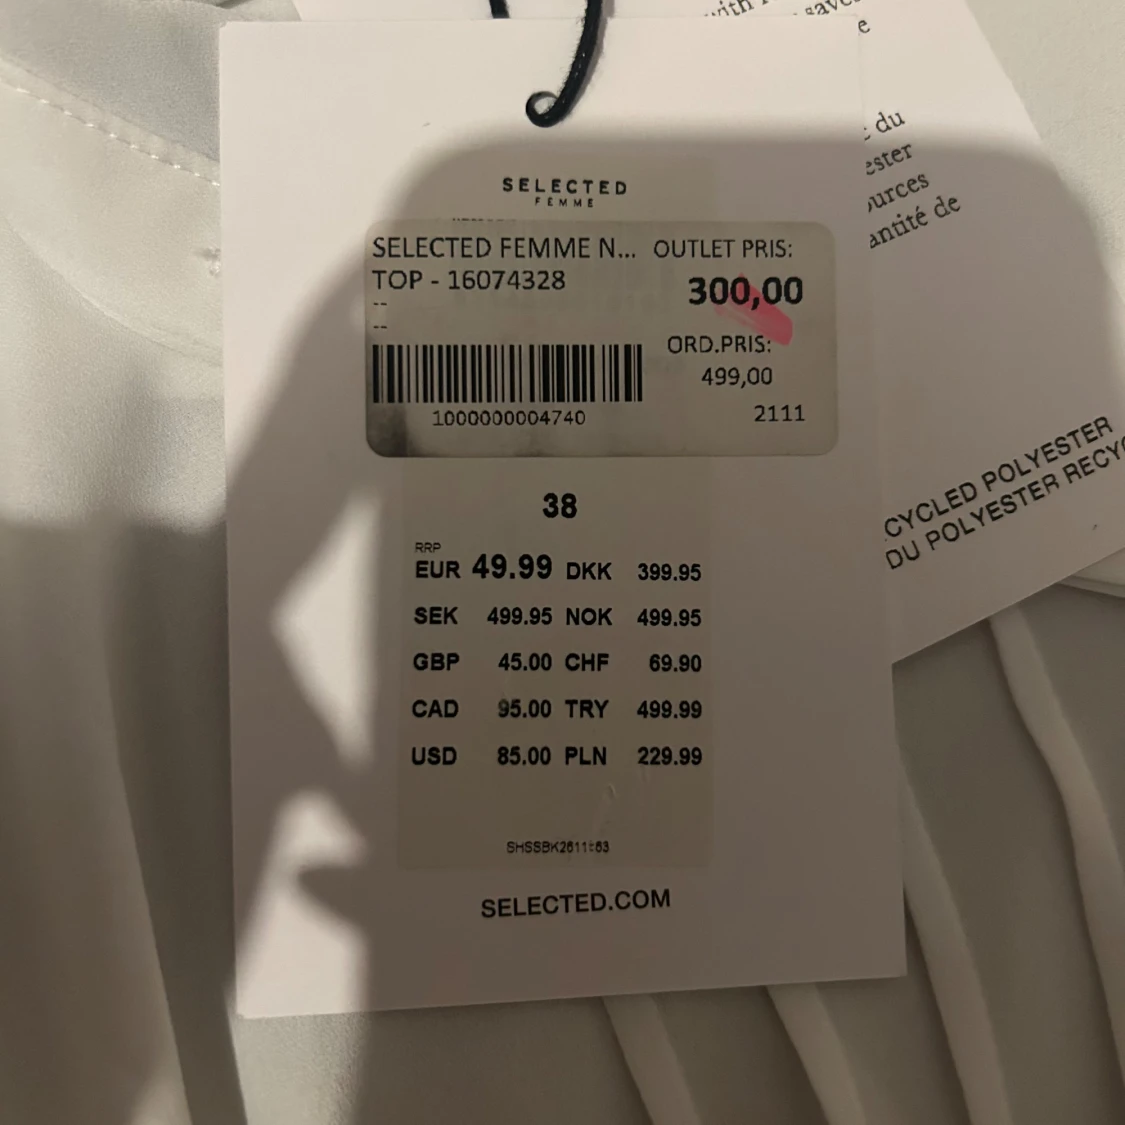 with
save
e
du
ester
ources
antité de
SELECTED
FEMME
SELECTED FEMME N... OUTLET PRIS:
TOP - 16074328
300,00
--
--
ORD.PRIS:
499,00
1000000004740
2111
CYCLED POLYESTER
DU POLYESTER RECY
38
RRP
EUR 49.99 DKK 399.95
SEK 499.95 NOK 499.95
GBP 45.00 CHF 69.90
CAD 95.00 TRY 499.99
USD 85.00 PLN 229.99
SELECTED.COM